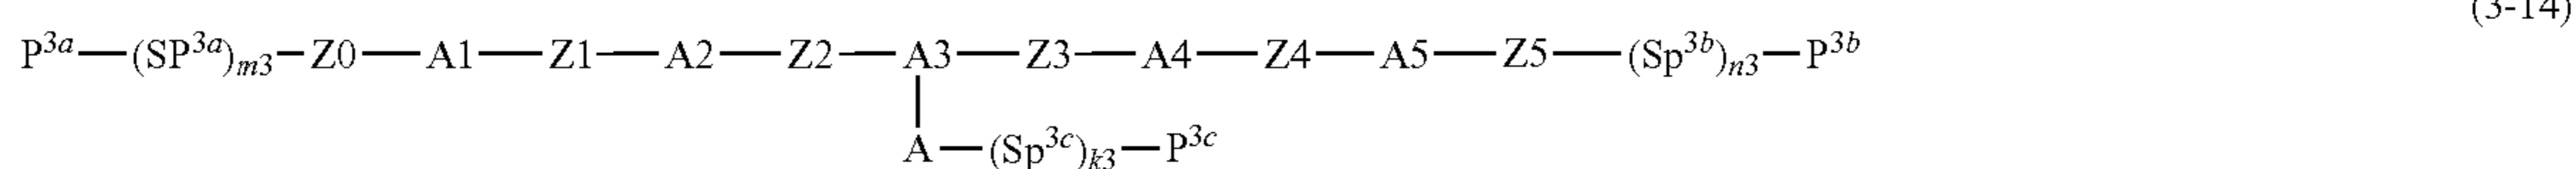 (3-14)
P3a—(SP3a)m3—Z0—A1—Z1—A2—Z2—A3—Z3—A4—Z4—A5—Z5—(Sp3b)n3—P3b
A—(Sp3c)k3—P3c